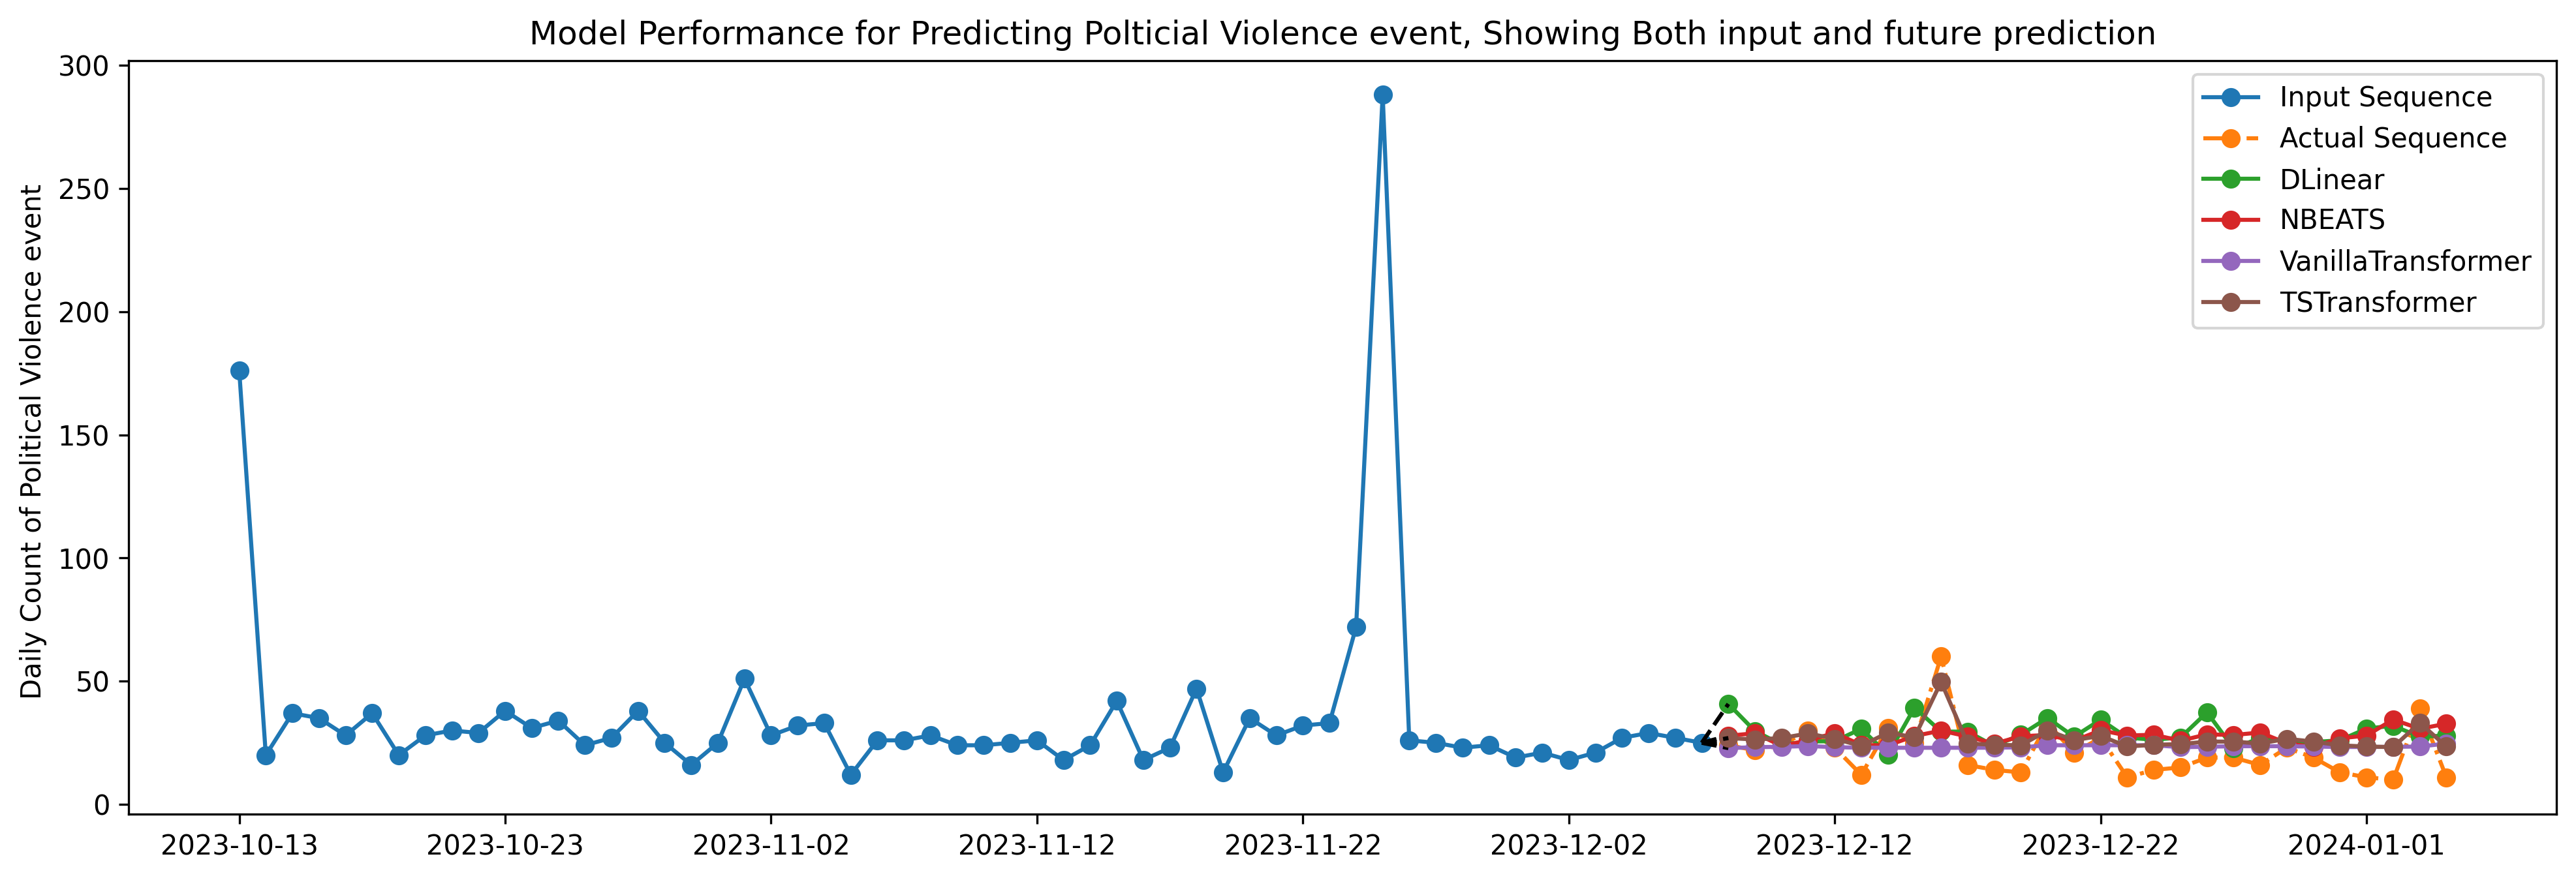 Model Performance for Predicting Polticial Violence event, Showing Both input and future prediction
Daily Count of Political Violence event
300
250
200
150
100
50
0
Input Sequence
Actual Sequence
DLinear
NBEATS
VanillaTransformer
TSTransformer
2023-10-13
2023-10-23
2023-11-02
2023-11-12
2023-11-22
2023-12-02
2023-12-12
2023-12-22
2024-01-01